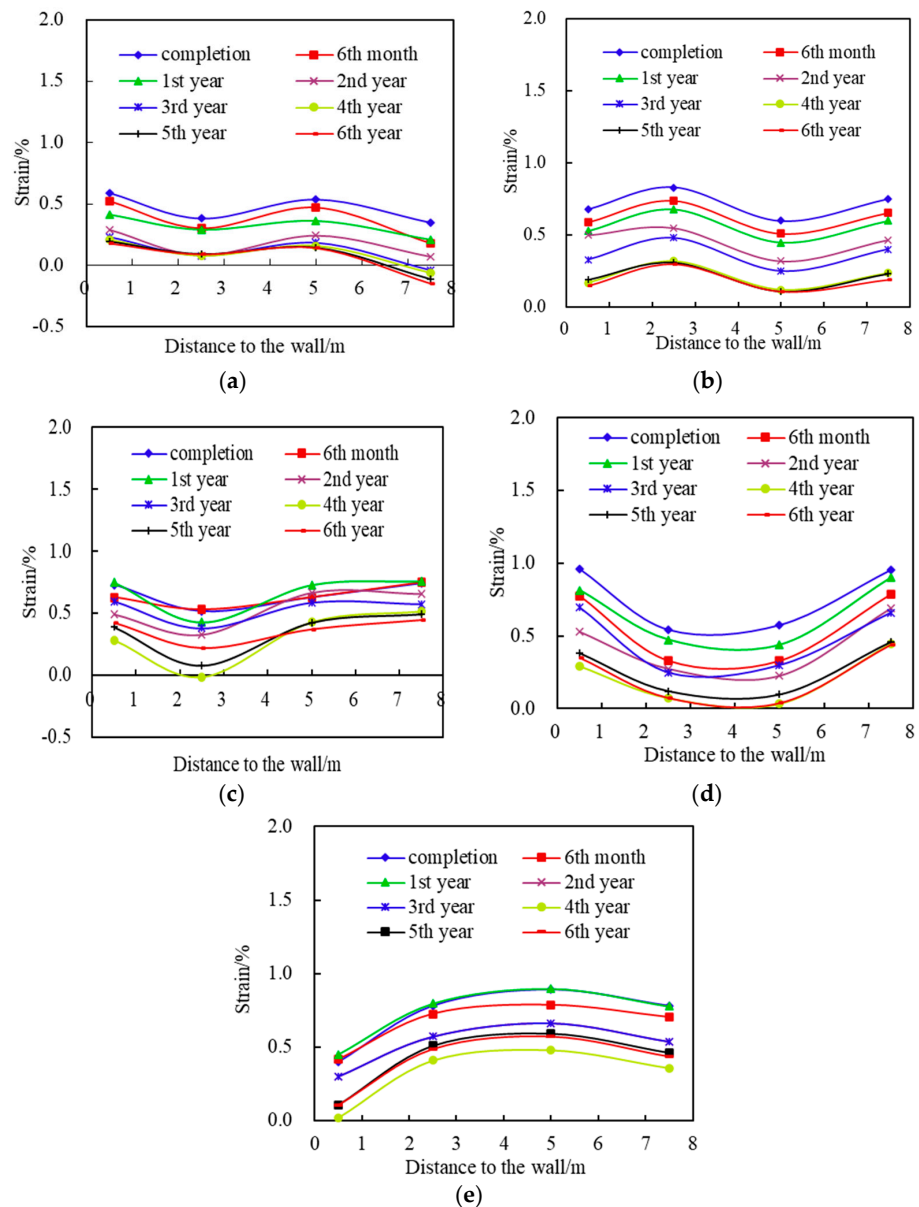 2.0
1.5
1.0
0.5
0.0
-0.5
Strain/%
completion 6th month
1st year 2nd year
3rd year 4th year
5th year 6th year
0 1 2 3 4 5 6 7 8
Distance to the wall/m
(a)
2.0
1.5
1.0
0.5
0.0
Strain/%
completion 6th month
1st year 2nd year
3rd year 4th year
5th year 6th year
0 1 2 3 4 5 6 7 8
Distance to the wall/m
(b)
2.0
1.5
1.0
0.5
0.0
-0.5
Strain/%
completion 6th month
1st year 2nd year
3rd year 4th year
5th year 6th year
0 1 2 3 4 5 6 7 8
Distance to the wall/m
(c)
2.0
1.5
1.0
0.5
0.0
Strain/%
completion 6th month
1st year 2nd year
3rd year 4th year
5th year 6th year
0 1 2 3 4 5 6 7 8
Distance to the wall/m
(d)
2.0
1.5
1.0
0.5
0.0
Strain/%
completion 6th month
1st year 2nd year
3rd year 4th year
5th year 6th year
0 1 2 3 4 5 6 7 8
Distance to the wall/m
(e)